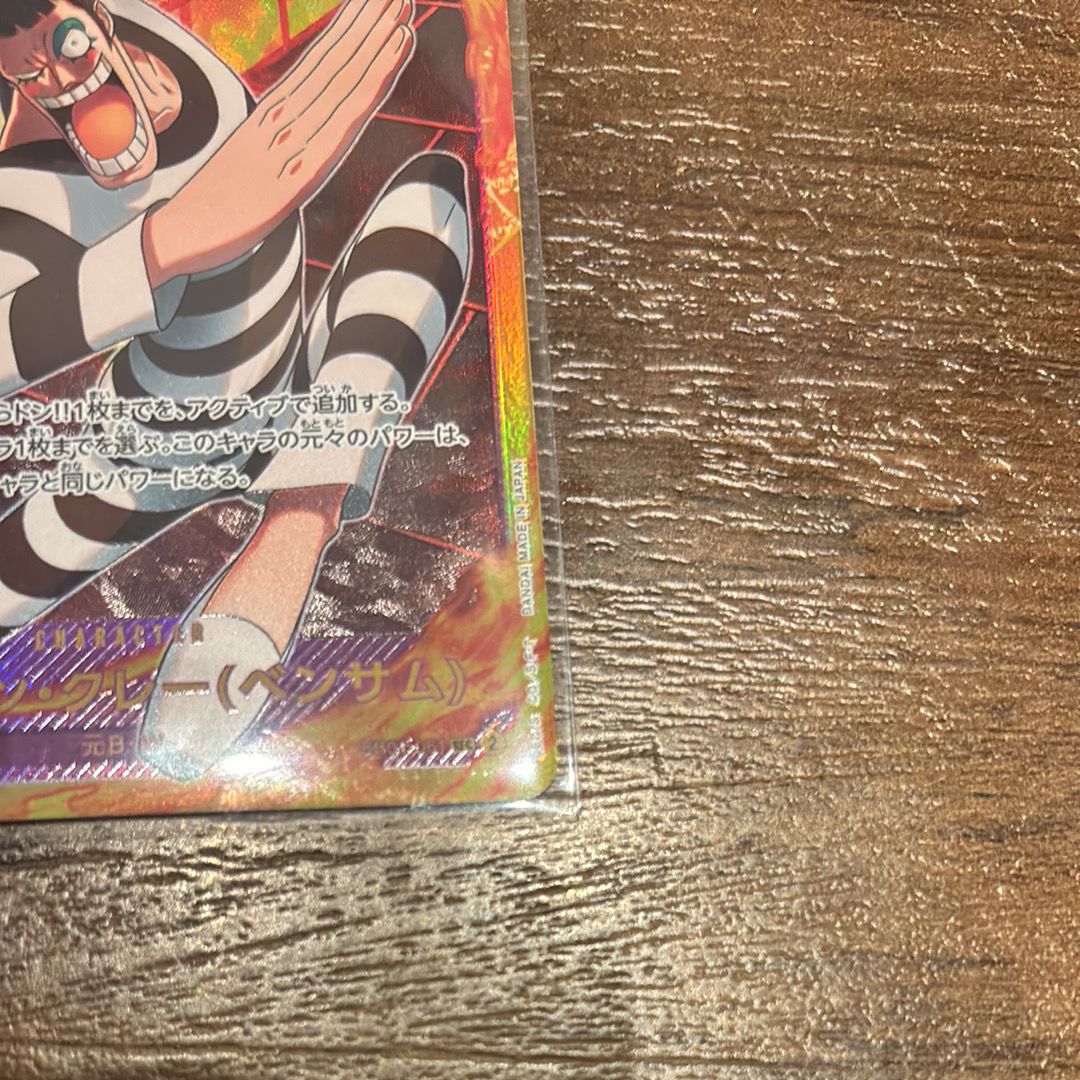 らドン!!1枚までを、アクティブで追加する。
ラ1枚までを選ぶ。このキャラの元々のパワーは、
ャラと同じパワーになる。
CHARACTER
ン・クレー(ベンサム)
元B
BANDAI MADE IN JAPAN